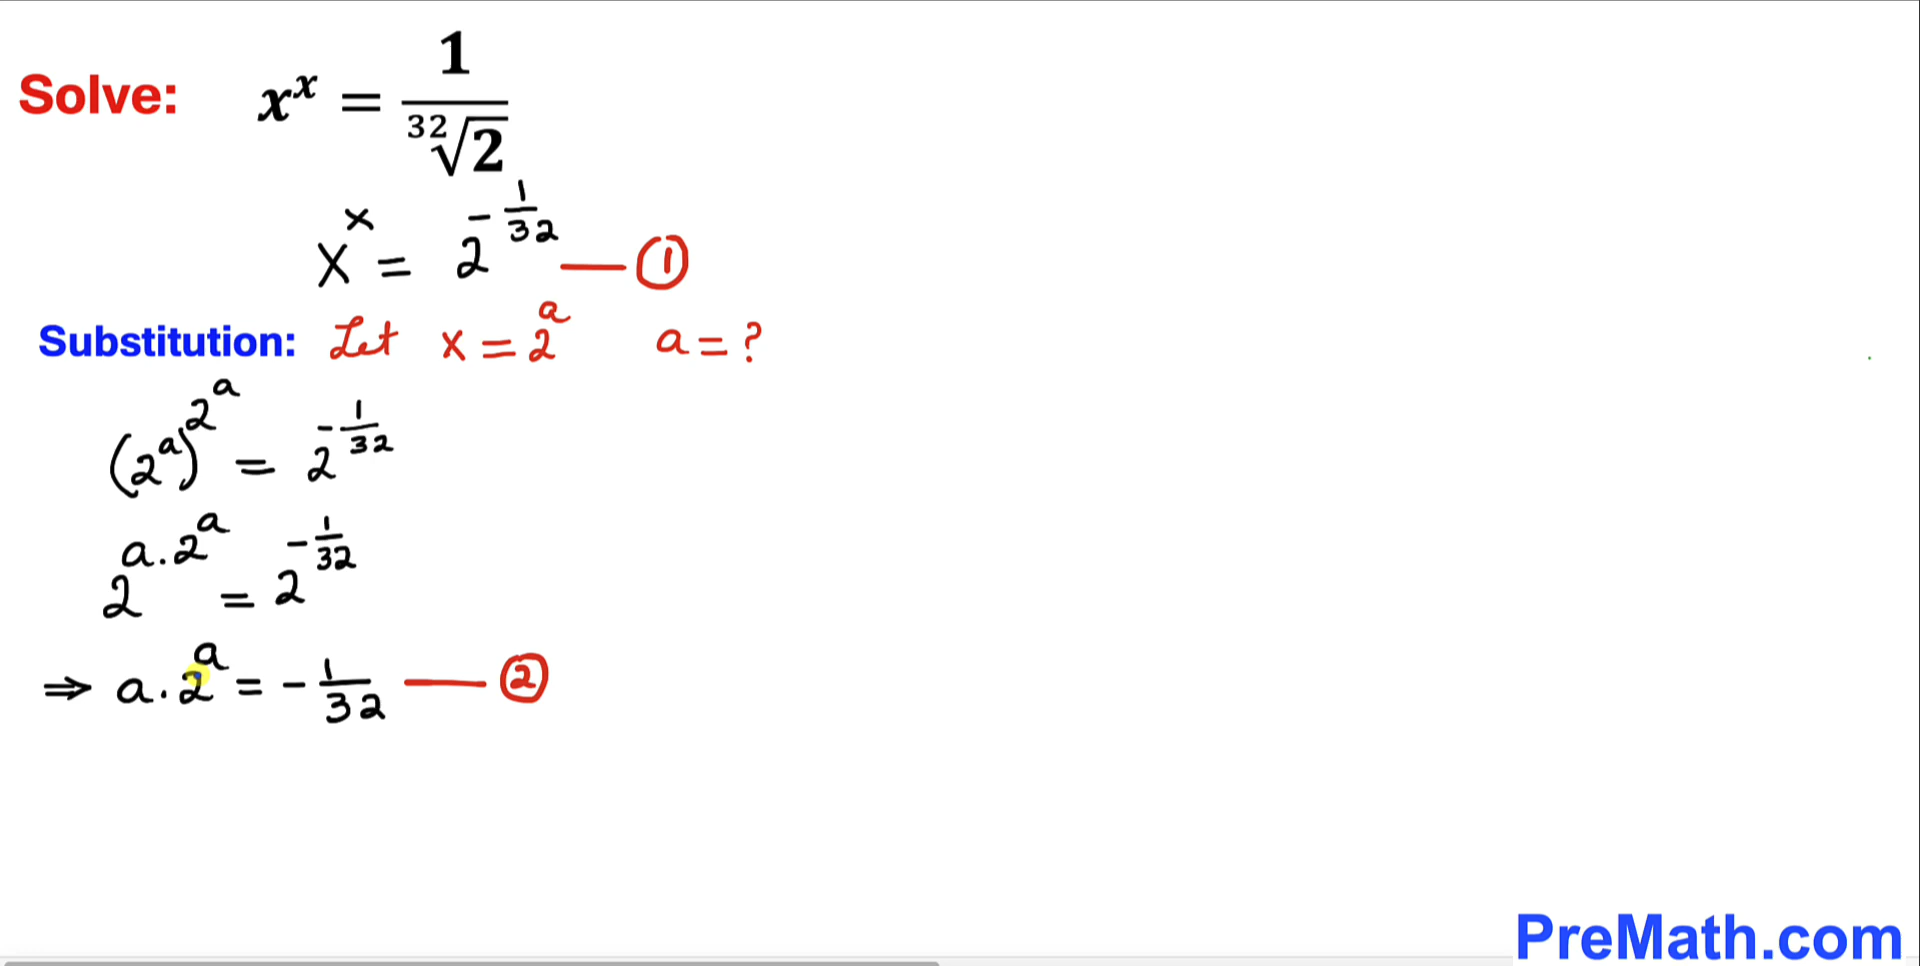 Solve: x^x = 1/³²√2
x^x = 2^(-1/32) — ①
Substitution: Let x = 2^a a = ?
(2^a)^(2^a) = 2^(-1/32)
2^(a.2^a) = 2^(-1/32)
⇒ a.2^a = -1/32 — ②
PreMath.com